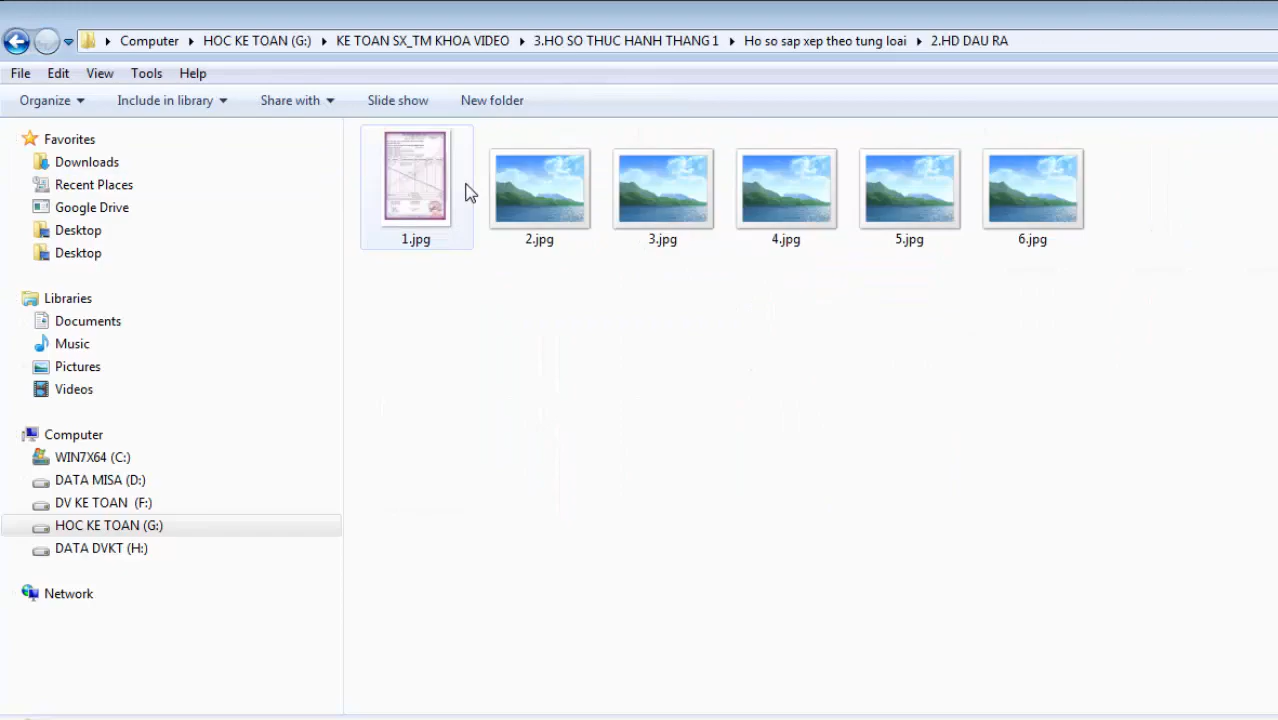 Computer HOC KE TOAN (G:) KE TOAN SX_TM KHOA VIDEO 3.HO SO THUC HANH THANG 1 Ho so sap xep theo tung loai 2.HD DAU RA
File Edit View Tools Help
Organize Include in library Share with Slide show New folder
Favorites
Downloads
Recent Places
Google Drive
Desktop
Desktop
Libraries
Documents
Music
Pictures
Videos
Computer
WIN7X64 (C:)
DATA MISA (D:)
DV KE TOAN (F:)
HOC KE TOAN (G:)
DATA DVKT (H:)
Network
1.jpg 2.jpg 3.jpg 4.jpg 5.jpg 6.jpg